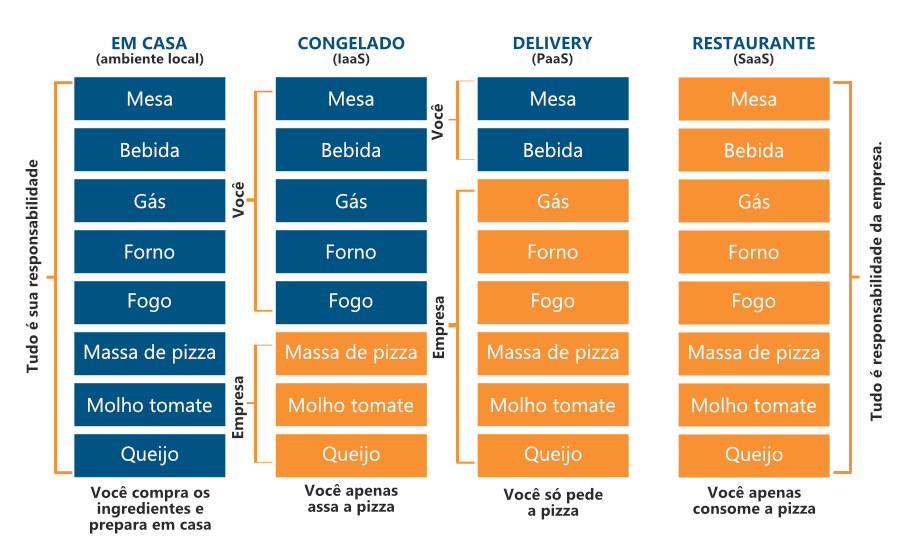 EM CASA
(ambiente local)
Tudo é sua responsabilidade
Mesa
Bebida
Gás
Forno
Fogo
Massa de pizza
Molho tomate
Queijo
Você compra os
ingredientes e
prepara em casa
CONGELADO
(IaaS)
Você
Mesa
Bebida
Gás
Forno
Fogo
Empresa
Massa de pizza
Molho tomate
Queijo
Você apenas
assa a pizza
DELIVERY
(PaaS)
Você
Mesa
Bebida
Empresa
Gás
Forno
Fogo
Massa de pizza
Molho tomate
Queijo
Você só pede
a pizza
RESTAURANTE
(SaaS)
Mesa
Bebida
Gás
Forno
Fogo
Massa de pizza
Molho tomate
Queijo
Tudo é responsabilidade da empresa.
Você apenas
consome a pizza